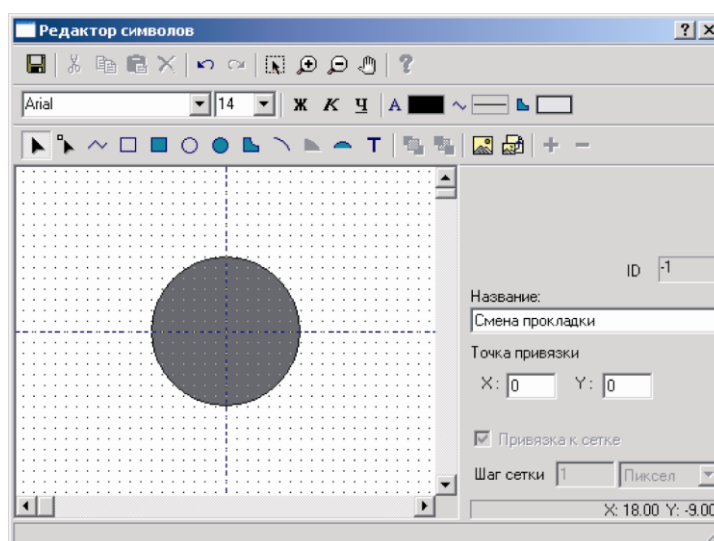 Редактор символов
Arial 14 Ж К Ч А
T
ID -1
Название:
Смена прокладки
Точка привязки
X: 0 Y: 0
Привязка к сетке
Шаг сетки 1 Пиксел
X: 18.00 Y: -9.00